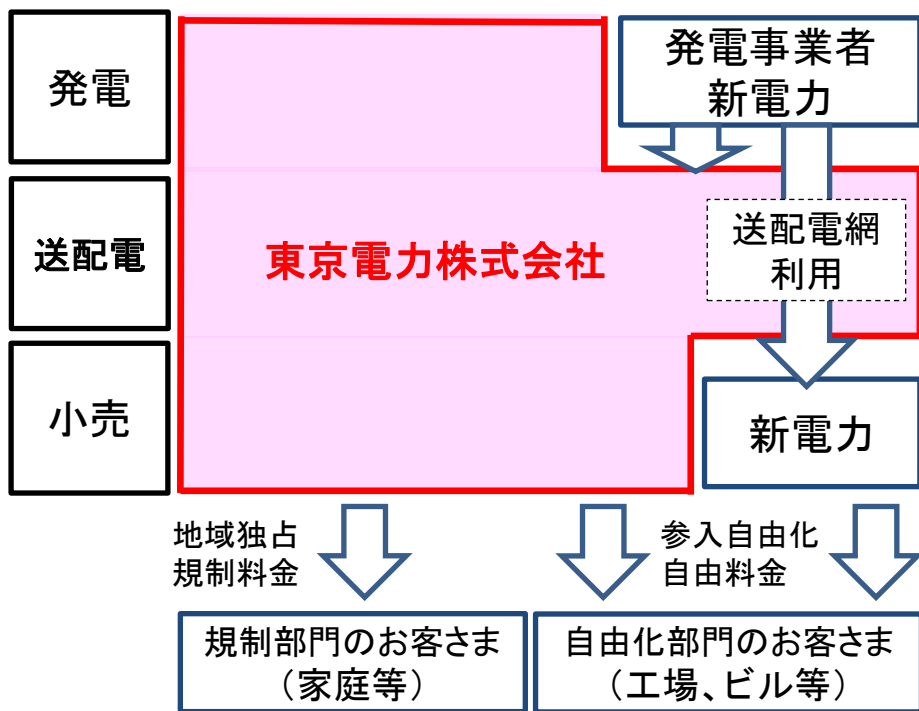 発電
発電事業者
新電力
送配電
東京電力株式会社
送配電網
利用
小売
新電力
地域独占
規制料金
参入自由化
自由料金
規制部門のお客さま
（家庭等）
自由化部門のお客さま
（工場、ビル等）